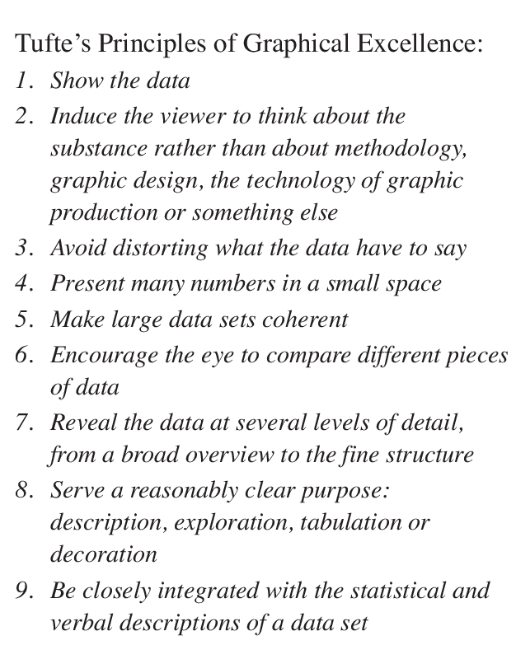 Tufte’s Principles of Graphical Excellence:
1. Show the data
2. Induce the viewer to think about the
substance rather than about methodology,
graphic design, the technology of graphic
production or something else
3. Avoid distorting what the data have to say
4. Present many numbers in a small space
5. Make large data sets coherent
6. Encourage the eye to compare different pieces
of data
7. Reveal the data at several levels of detail,
from a broad overview to the fine structure
8. Serve a reasonably clear purpose:
description, exploration, tabulation or
decoration
9. Be closely integrated with the statistical and
verbal descriptions of a data set